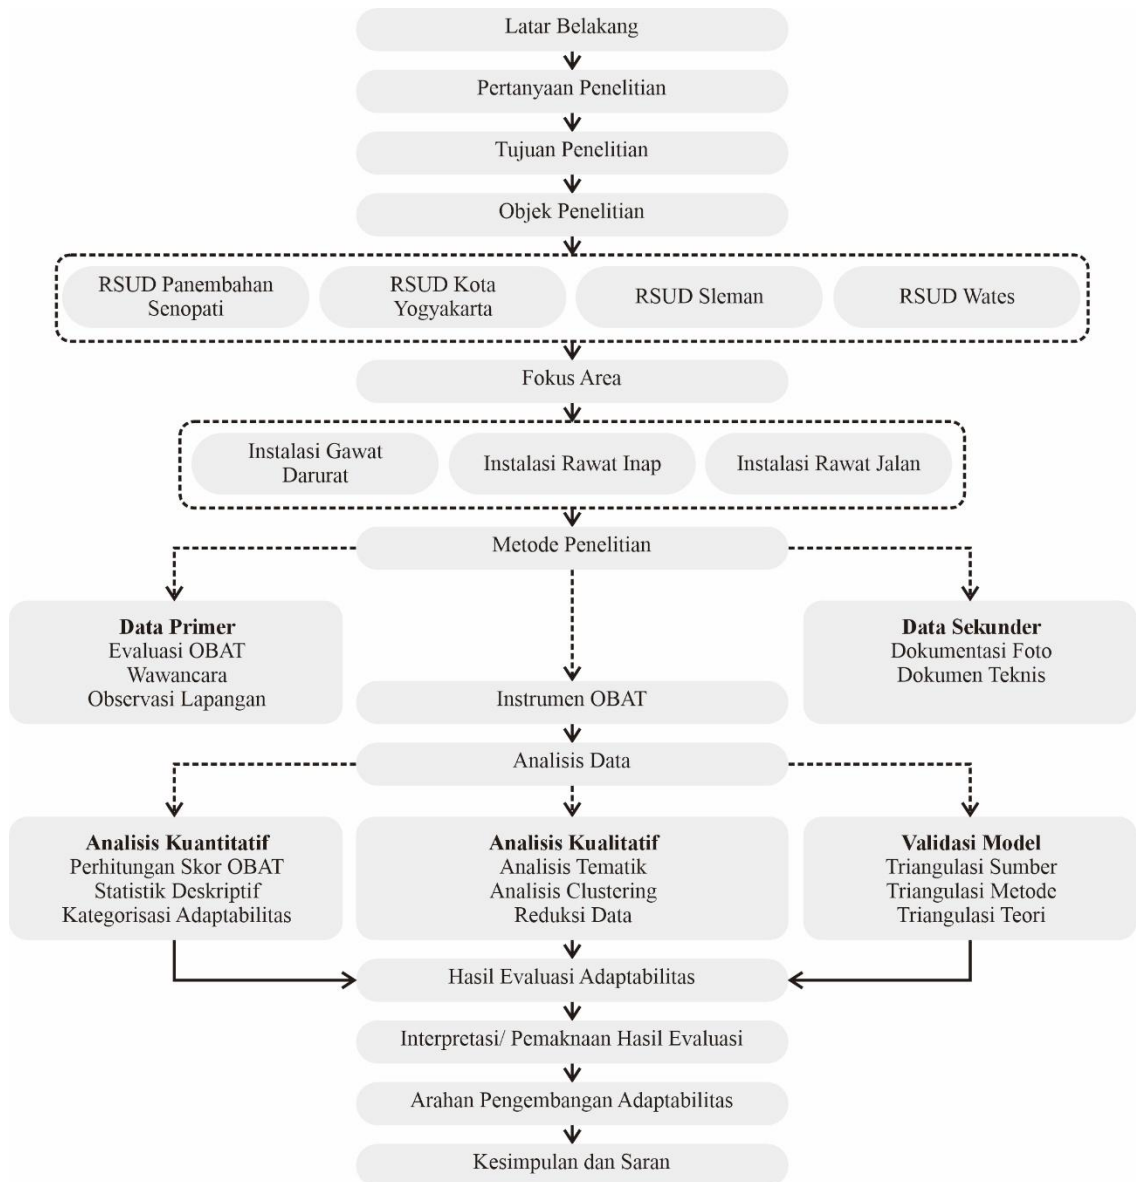 Latar Belakang
Pertanyaan Penelitian
Tujuan Penelitian
Objek Penelitian
RSUD Panembahan
Senopati
RSUD Kota
Yogyakarta
RSUD Sleman
RSUD Wates
Fokus Area
Instalasi Gawat
Darurat
Instalasi Rawat Inap
Instalasi Rawat Jalan
Metode Penelitian
Data Primer
Evaluasi OBAT
Wawancara
Observasi Lapangan
Data Sekunder
Dokumentasi Foto
Dokumen Teknis
Instrumen OBAT
Analisis Data
Analisis Kuantitatif
Perhitungan Skor OBAT
Statistik Deskriptif
Kategorisasi Adaptabilitas
Analisis Kualitatif
Analisis Tematik
Analisis Clustering
Reduksi Data
Validasi Model
Triangulasi Sumber
Triangulasi Metode
Triangulasi Teori
Hasil Evaluasi Adaptabilitas
Interpretasi/ Pemaknaan Hasil Evaluasi
Arahan Pengembangan Adaptabilitas
Kesimpulan dan Saran